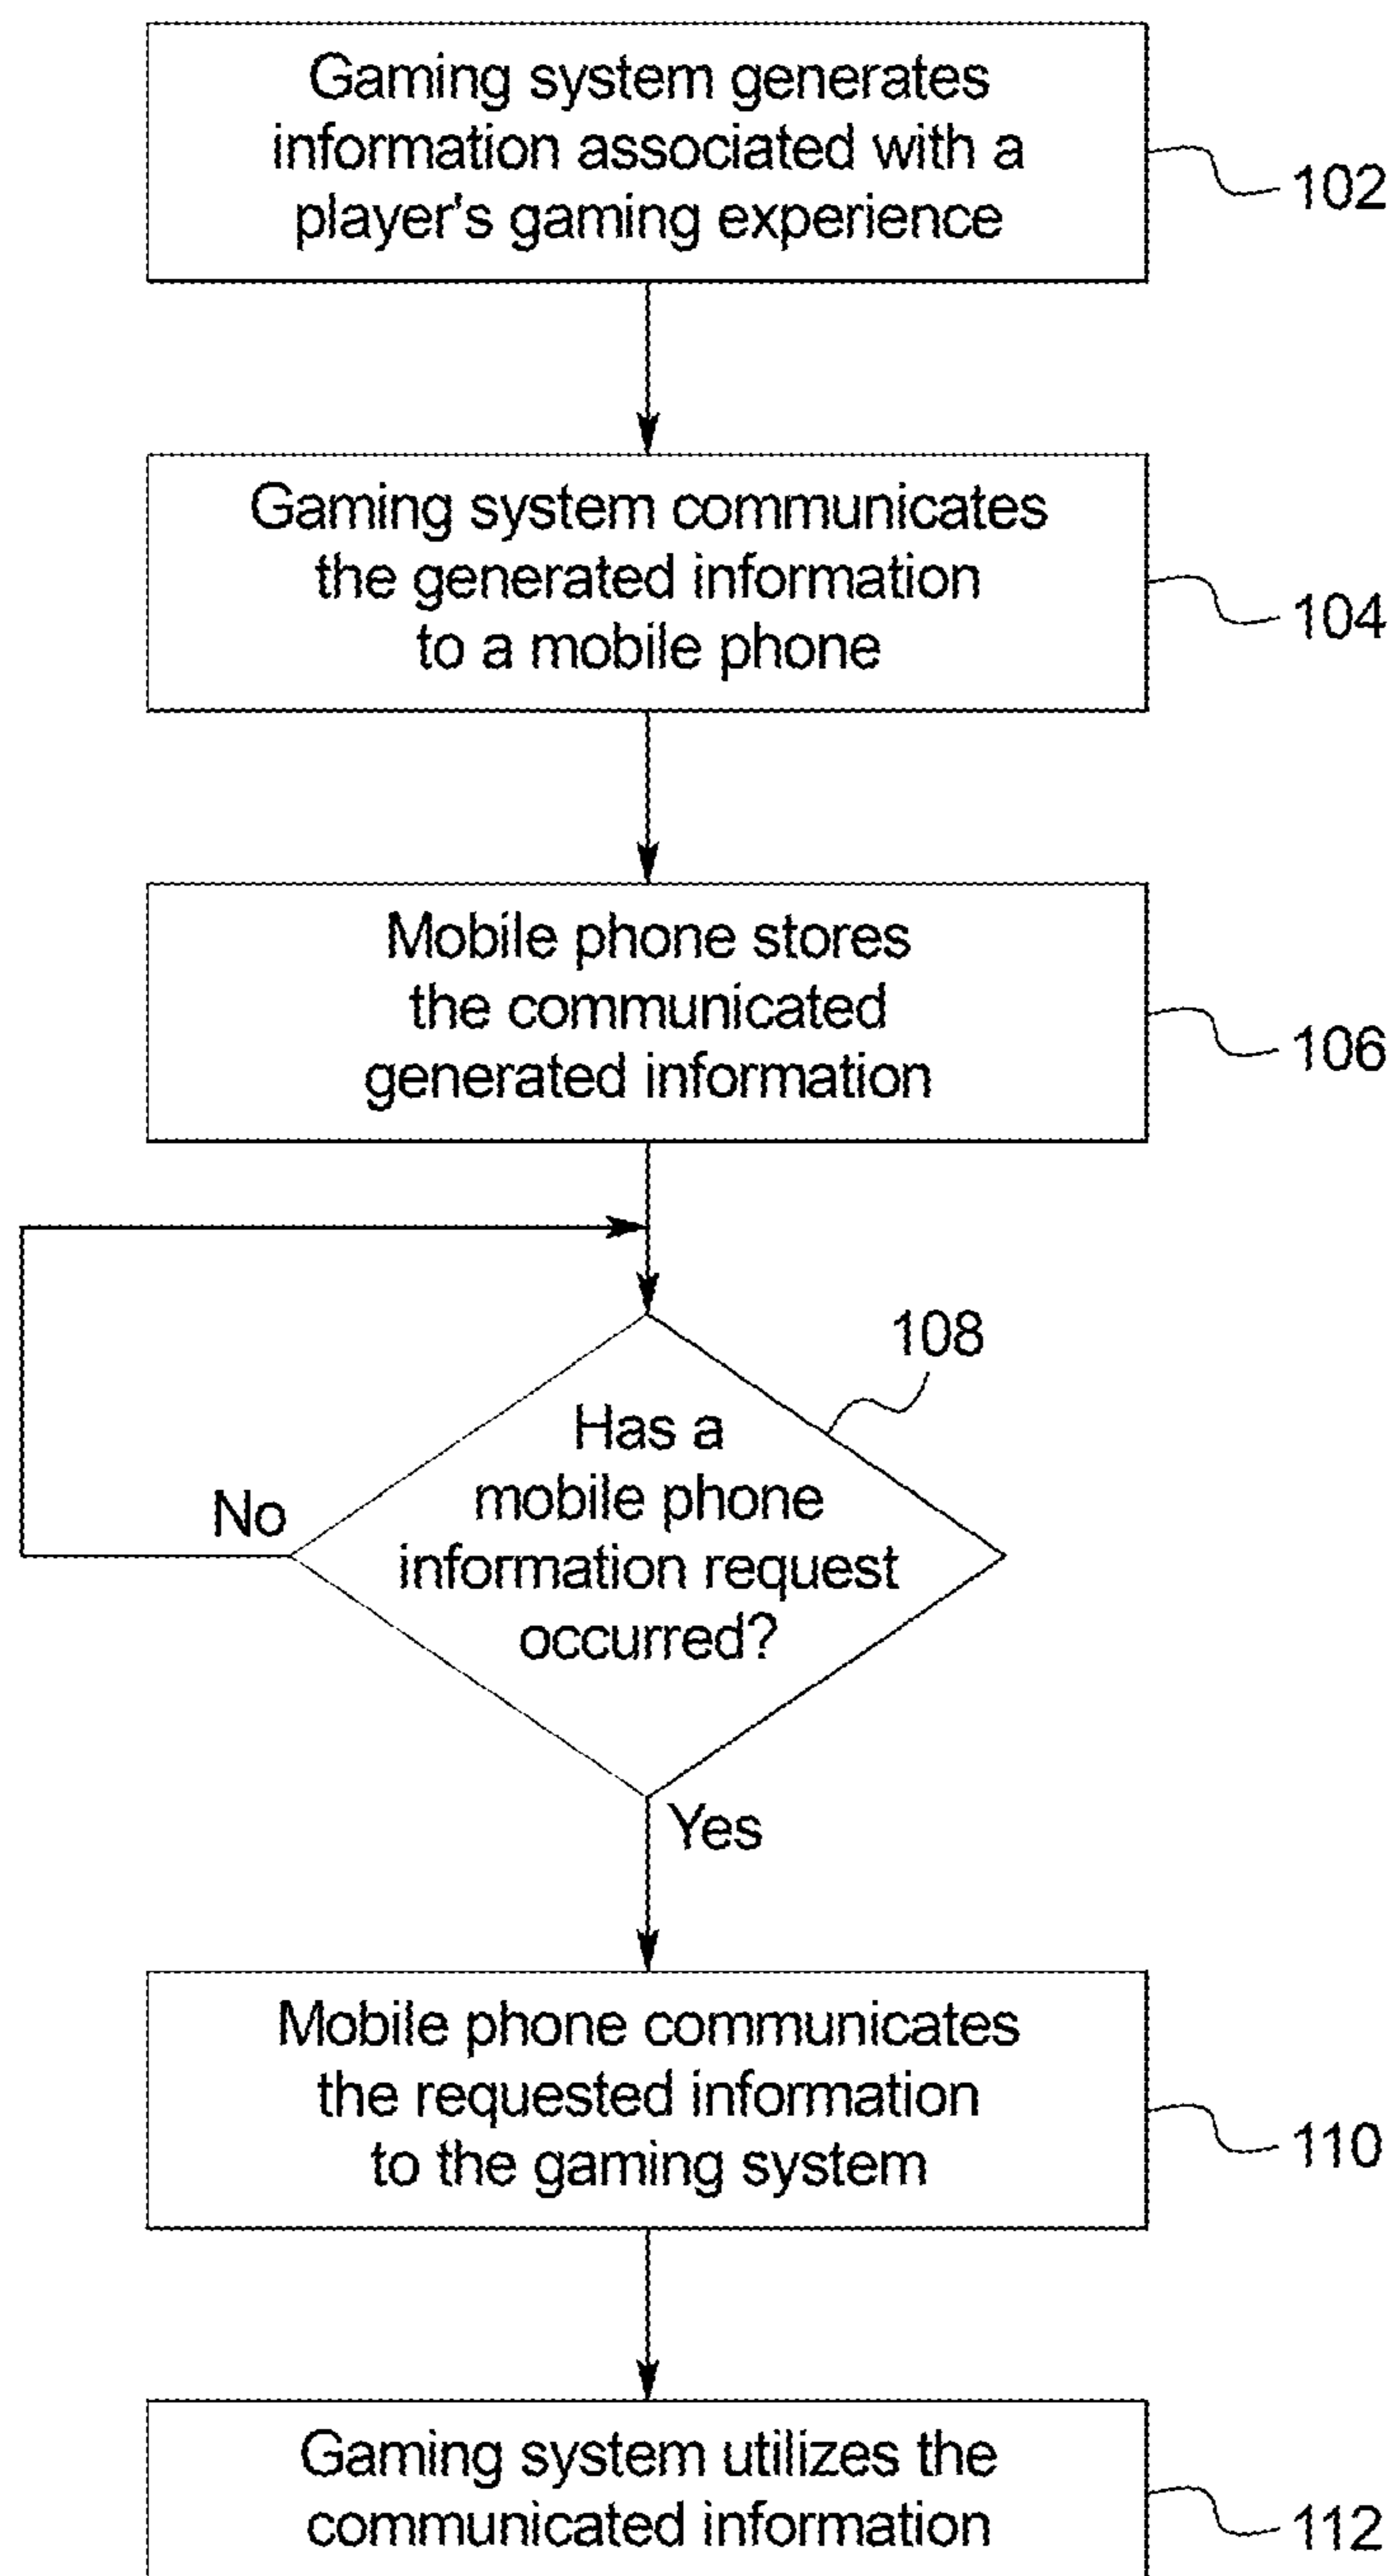 Gaming system generates
information associated with a
player's gaming experience
102
Gaming system communicates
the generated information
to a mobile phone
104
Mobile phone stores
the communicated
generated information
106
108
Has a
mobile phone
information request
occurred?
No
Yes
Mobile phone communicates
the requested information
to the gaming system
110
Gaming system utilizes the
communicated information
112